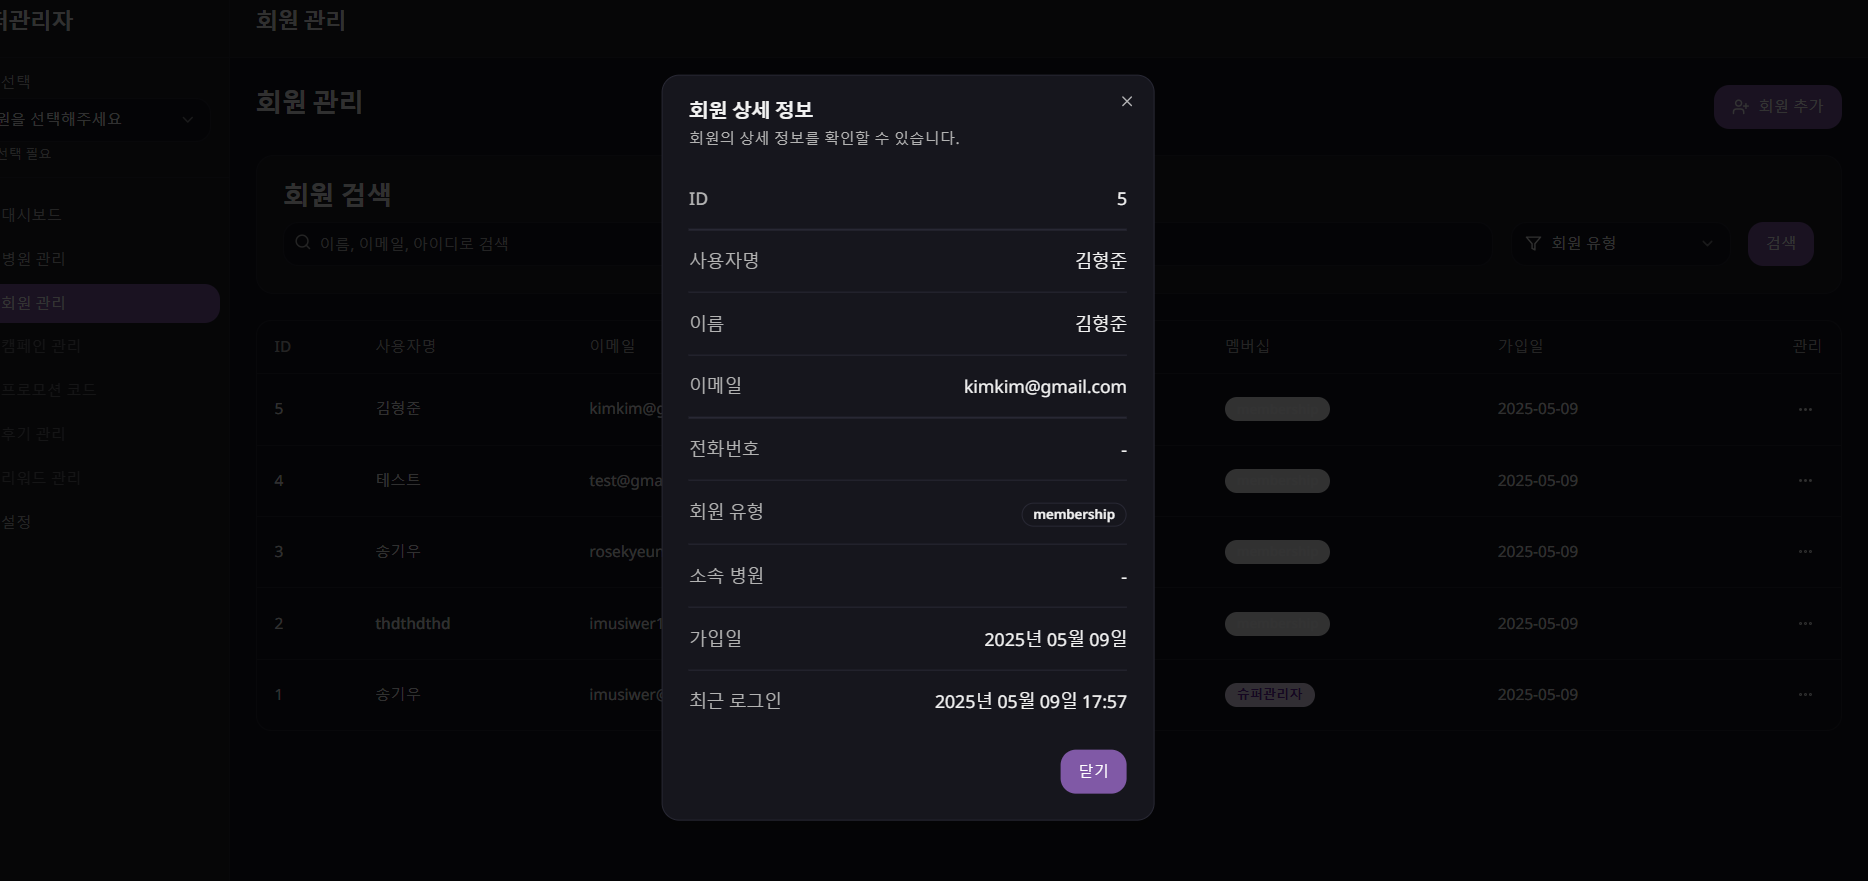 퍼관리자
회원 관리
선택
원을 선택해주세요
선택 필요
대시보드
병원 관리
회원 관리
캠페인 관리
프로모션 코드
후기 관리
리워드 관리
설정
회원 관리
회원 추가
회원 검색
이름, 이메일, 아이디로 검색
회원 유형
검색
ID 사용자명 이메일 멤버십 가입일 관리
5 김형준 kimkim@g 2025-05-09 ···
4 테스트 test@gma 2025-05-09 ···
3 송기우 rosekyeun 2025-05-09 ···
2 thdthdthd imusiwer1 2025-05-09 ···
1 송기우 imusiwer@ 슈퍼관리자 2025-05-09 ···
회원 상세 정보
회원의 상세 정보를 확인할 수 있습니다.
ID 5
사용자명 김형준
이름 김형준
이메일 kimkim@gmail.com
전화번호 -
회원 유형 membership
소속 병원 -
가입일 2025년 05월 09일
최근 로그인 2025년 05월 09일 17:57
닫기